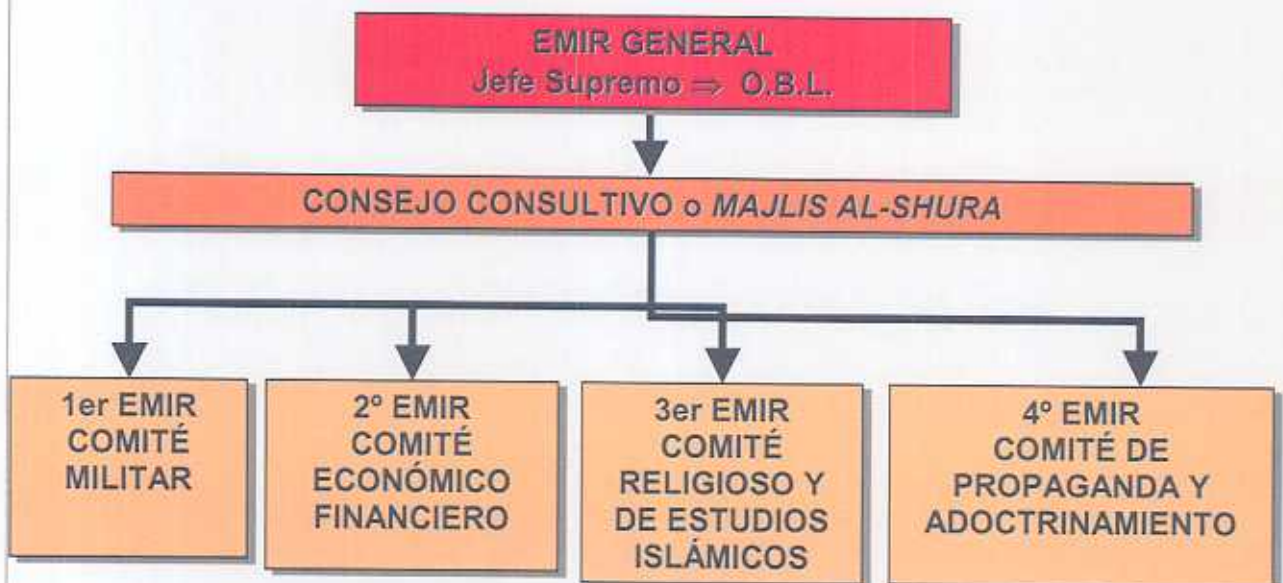 EMIR GENERAL
Jefe Supremo ⇒ O.B.L.
CONSEJO CONSULTIVO o MAJLIS AL-SHURA
1er EMIR
COMITÉ
MILITAR
2º EMIR
COMITÉ
ECONÓMICO
FINANCIERO
3er EMIR
COMITÉ
RELIGIOSO Y
DE ESTUDIOS
ISLÁMICOS
4º EMIR
COMITÉ DE
PROPAGANDA Y
ADOCTRINAMIENTO